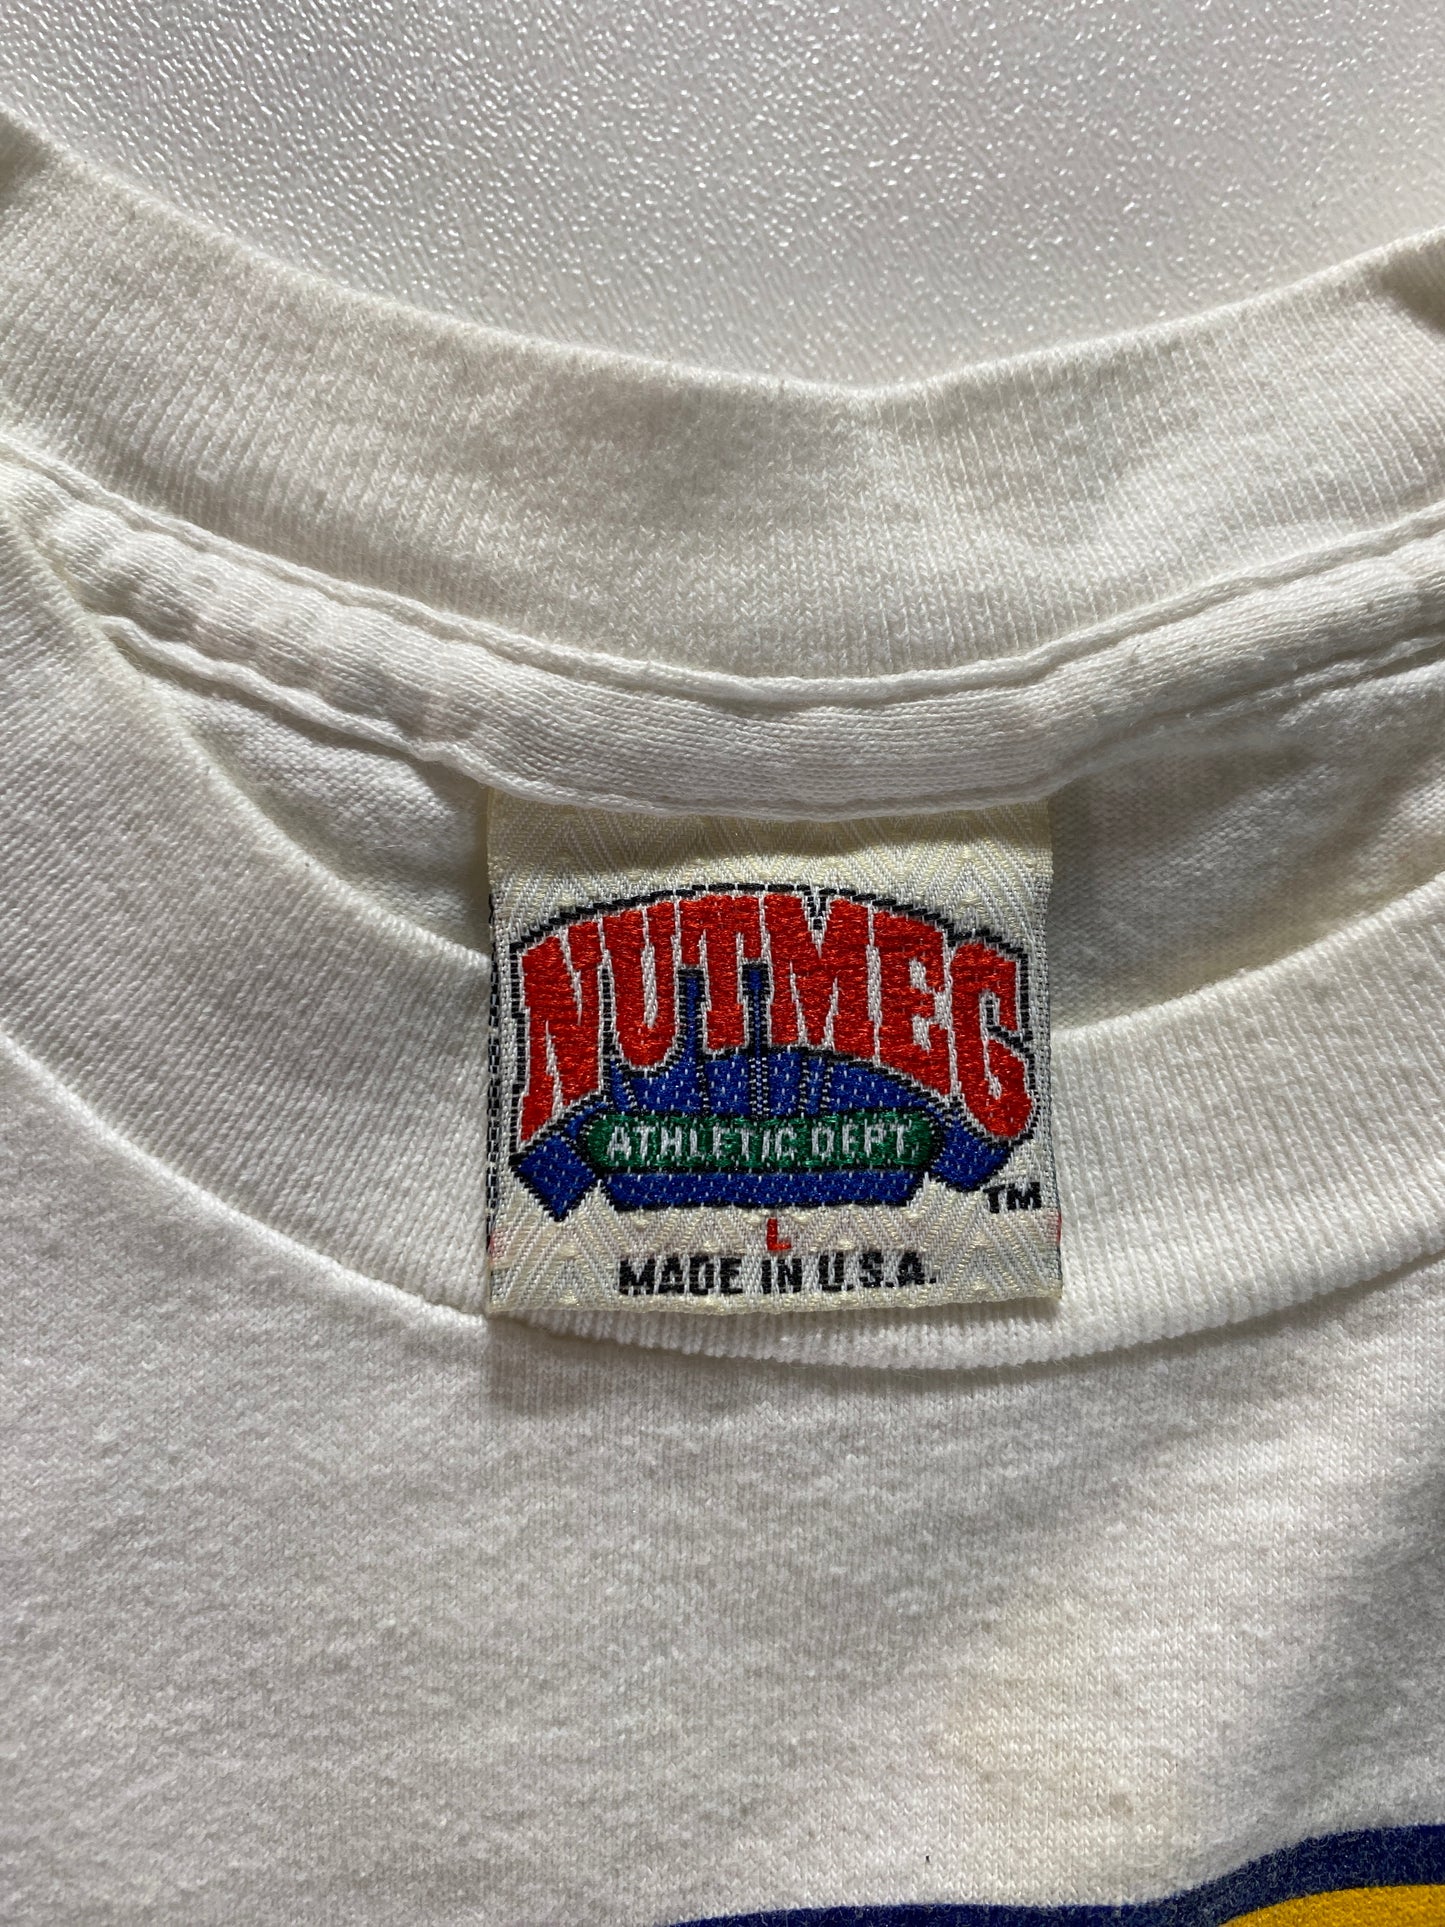 NUTMEG
ATHLETIC DEPT.
TM
L
MADE IN U.S.A.